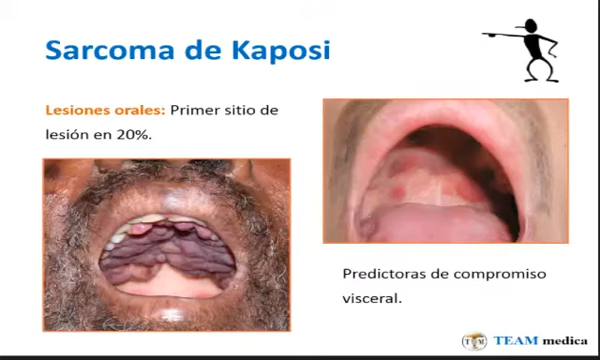 Sarcoma de Kaposi
Lesiones orales: Primer sitio de
lesión en 20%.
Predictoras de compromiso
visceral.
TEAM medica